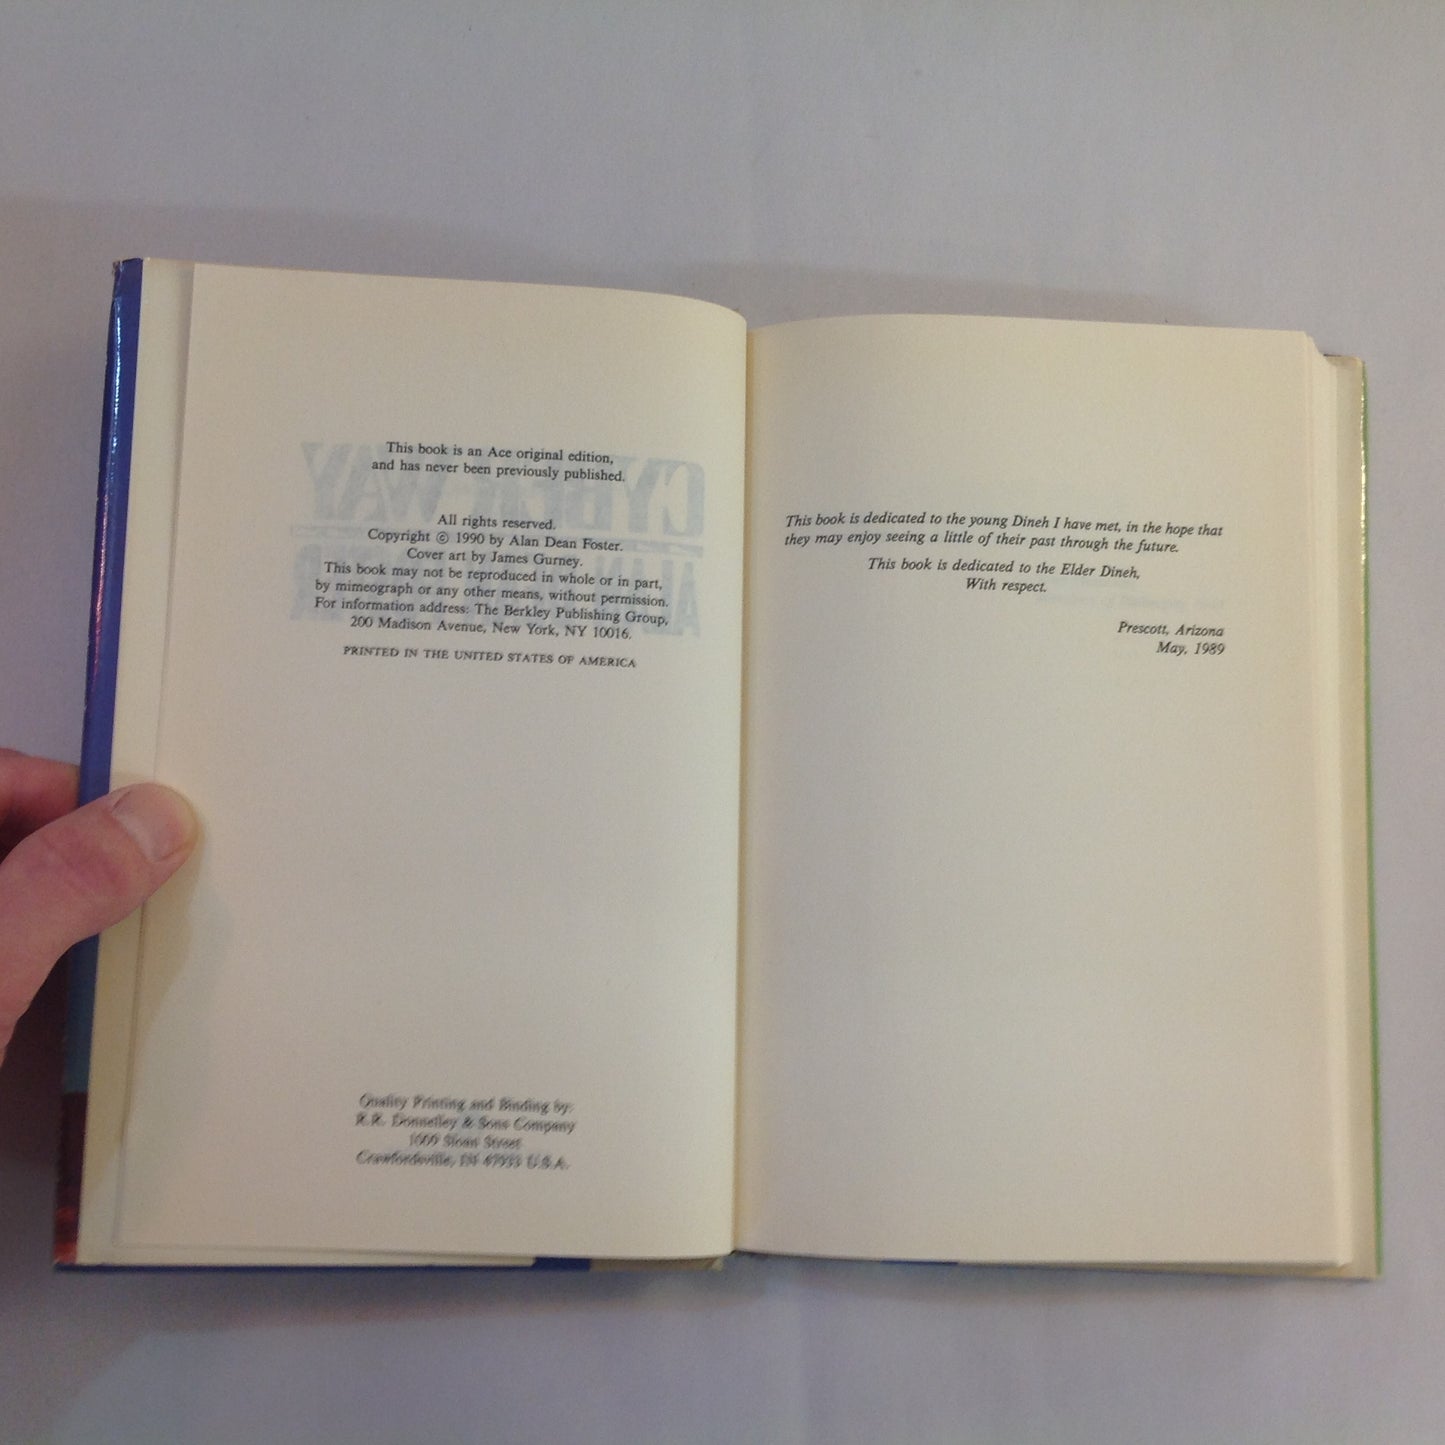 This book is an Ace original edition,
and has never been previously published.
All rights reserved.
Copyright © 1990 by Alan Dean Foster.
Cover art by James Gurney.
This book may not be reproduced in whole or in part,
by mimeograph or any other means, without permission.
For information address: The Berkley Publishing Group,
200 Madison Avenue, New York, NY 10016.
PRINTED IN THE UNITED STATES OF AMERICA
Quality Printing and Binding by:
R.R. Donnelley & Sons Company
1009 Sloan Street
Crawfordsville, IN 47933 U.S.A.
This book is dedicated to the young Dineh I have met, in the hope that
they may enjoy seeing a little of their past through the future.
This book is dedicated to the Elder Dineh,
With respect.
Prescott, Arizona
May, 1989